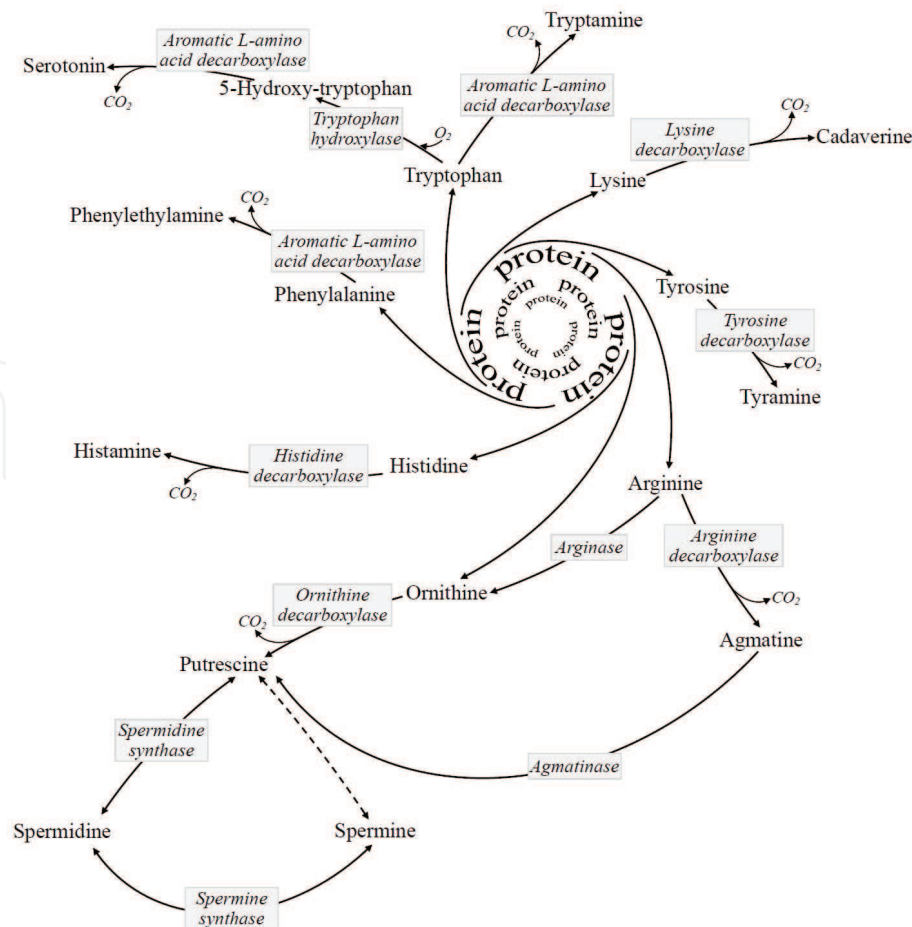 Tryptamine
CO2
Aromatic L-amino
acid decarboxylase
Serotonin
CO2
5-Hydroxy-tryptophan
Aromatic L-amino
acid decarboxylase
Tryptophan
hydroxylase
O2
Tryptophan
CO2
Lysine
decarboxylase
Cadaverine
Lysine
CO2
Phenylethylamine
Aromatic L-amino
acid decarboxylase
Phenylalanine
protein
protein
protein
protein
protein
protein
protein
protein
protein
Tyrosine
Tyrosine
decarboxylase
CO2
Tyramine
Histamine
Histidine
decarboxylase
CO2
Histidine
Arginine
Arginase
Arginine
decarboxylase
CO2
Agmatine
Ornithine
Ornithine
decarboxylase
CO2
Putrescine
Spermidine
synthase
Agmatinase
Spermidine
Spermine
Spermine
synthase